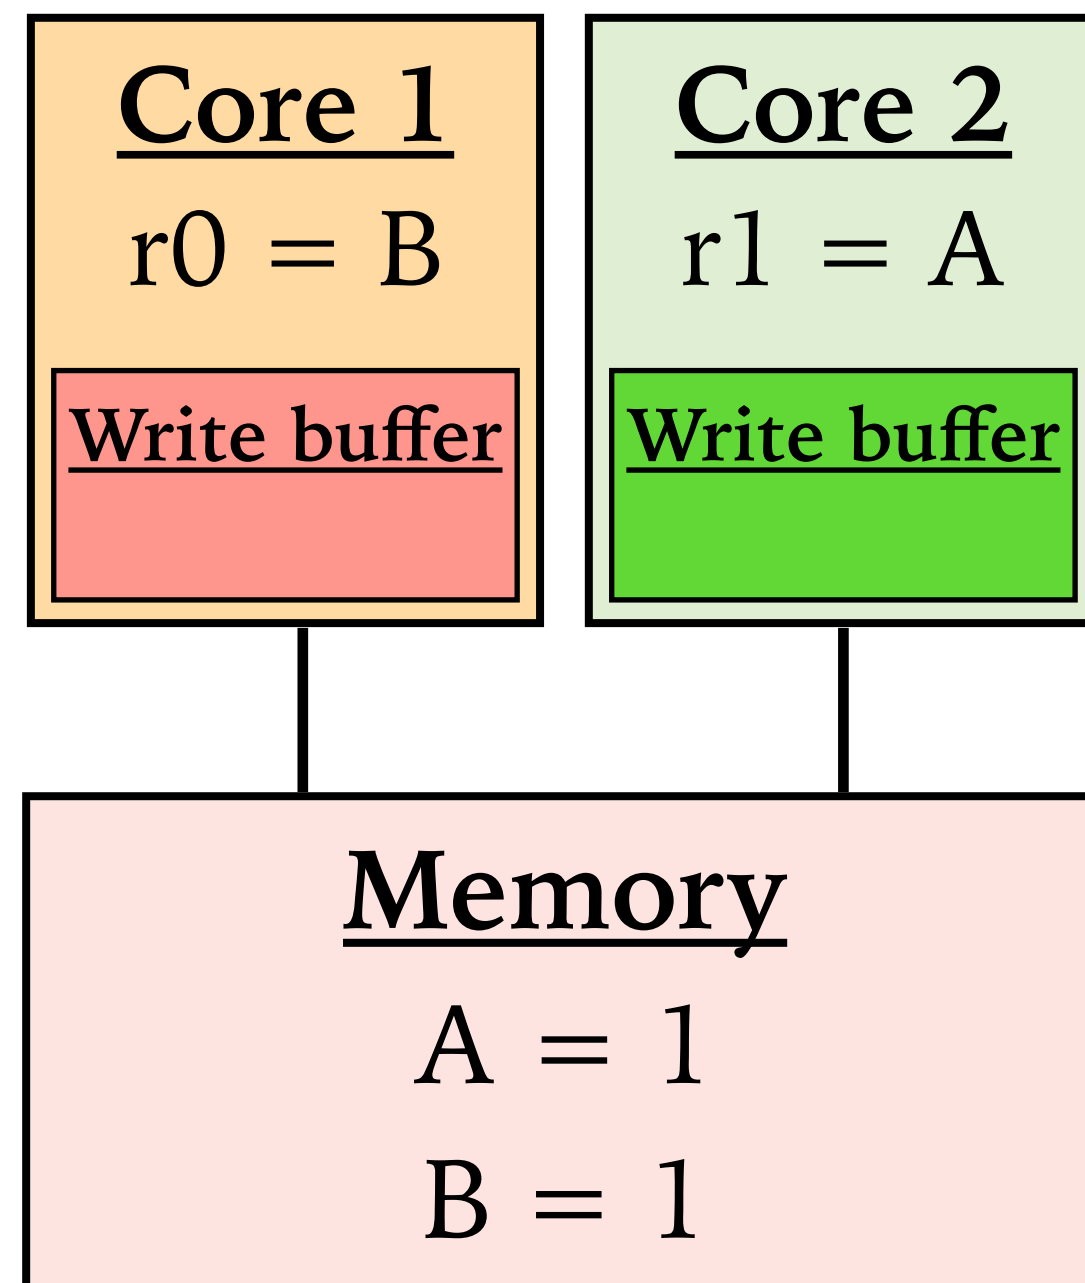 Core 1
r0 = B
Write buffer
Core 2
r1 = A
Write buffer
Memory
A = 1
B = 1